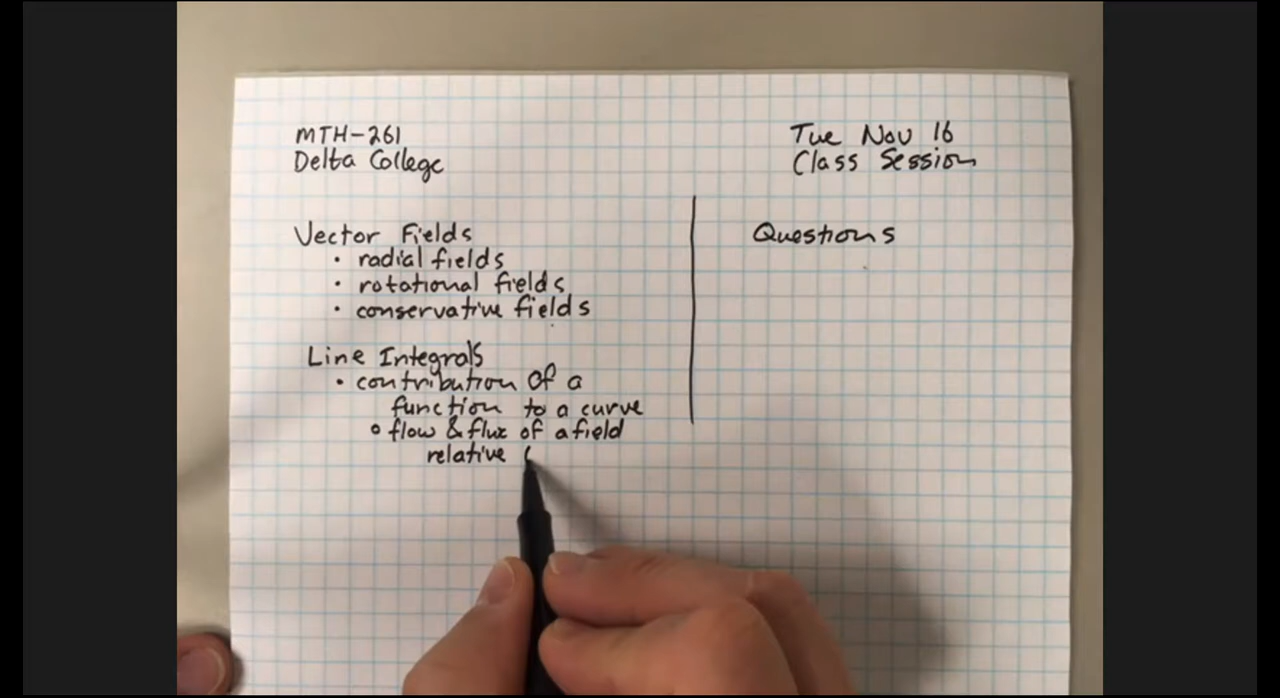 MTH-261
Delta College
Tue Nov 16
Class Session
Vector Fields
• radial fields
• rotational fields
• conservative fields
Line Integrals
• contribution of a
function to a curve
• flow & flux of a field
relative
Questions